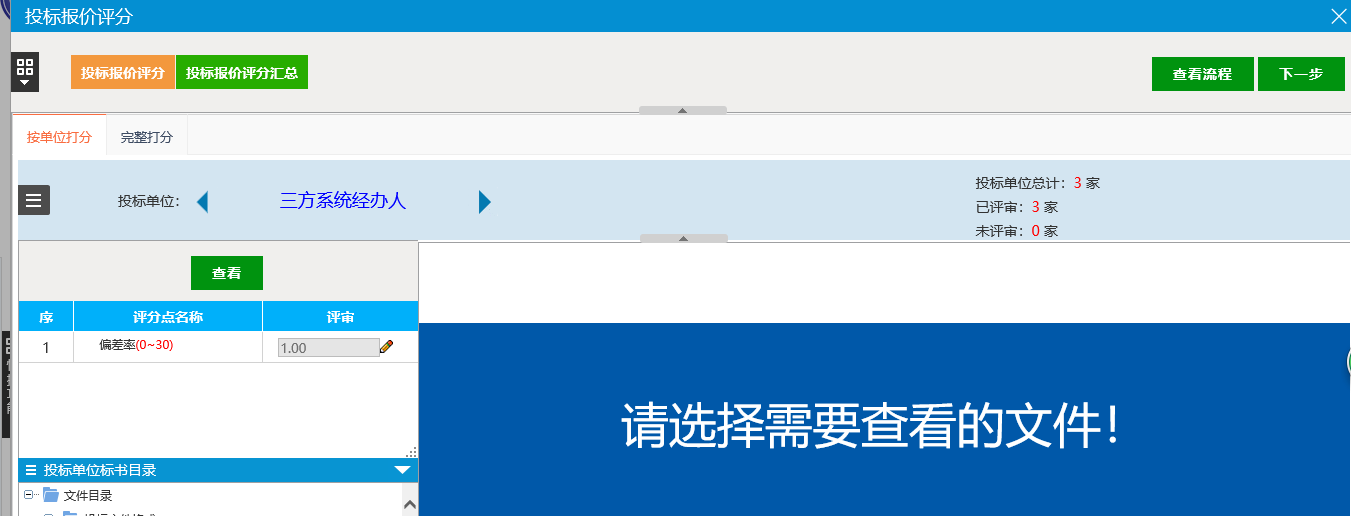 投标报价评分
投标报价评分 投标报价评分汇总 查看流程 下一步
按单位打分 完整打分
投标单位： 三方系统经办人
投标单位总计：3 家
已评审：3 家
未评审：0 家
查看
序 评分点名称 评审
1 偏差率(0~30) 1.00
请选择需要查看的文件！
投标单位标书目录
文件目录